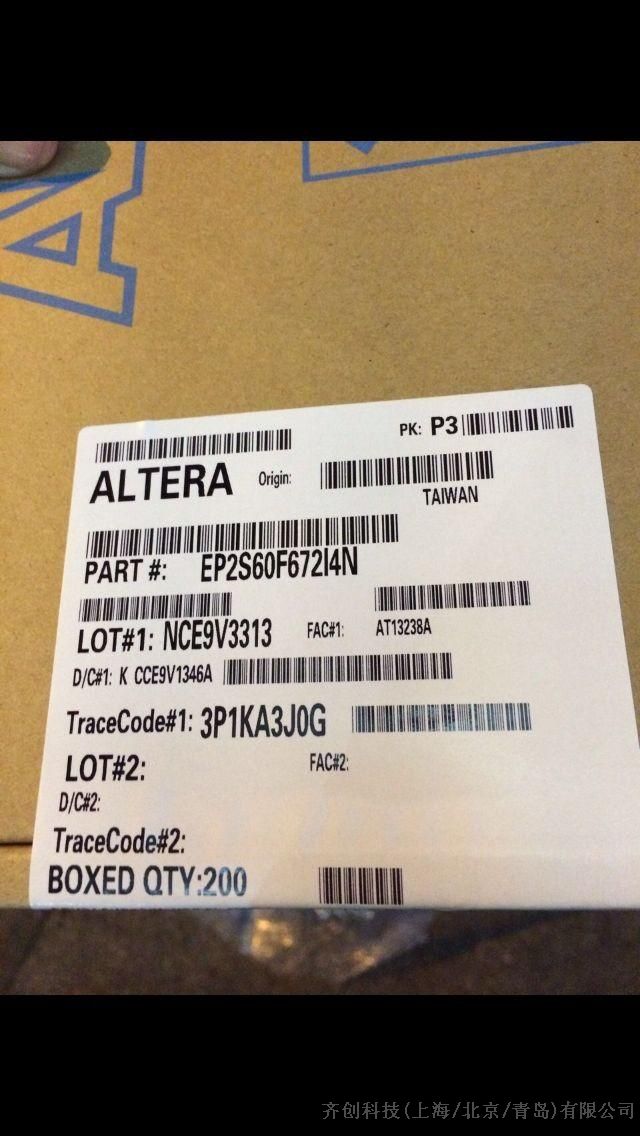 PK: P3
ALTERA Origin:
TAIWAN
PART #: EP2S60F672I4N
LOT#1: NCE9V3313 FAC#1: AT13238A
D/C#1: K CCE9V1346A
TraceCode#1: 3P1KA3J0G
LOT#2: FAC#2:
D/C#2:
TraceCode#2:
BOXED QTY:200
齐创科技(上海/北京/青岛)有限公司